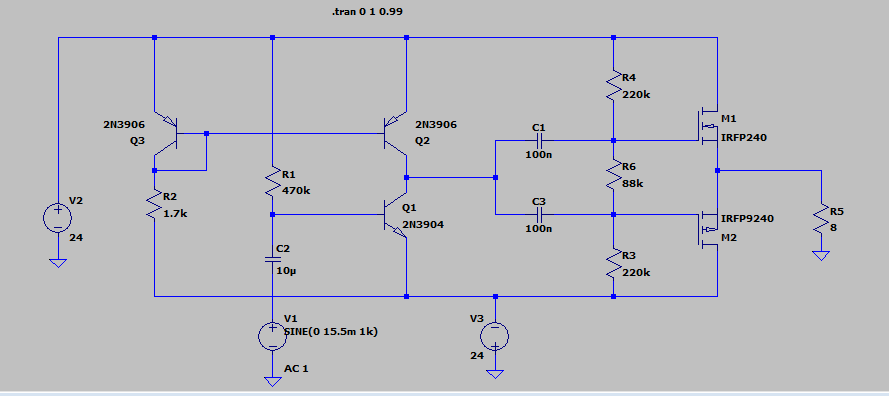 .tran 0 1 0.99
R4
220k
M1
IRFP240
2N3906
Q3
2N3906
Q2
C1
100n
R1
470k
R6
88k
V2
24
R2
1.7k
Q1
2N3904
C3
100n
IRFP9240
M2
R5
8
C2
10µ
R3
220k
V1
SINE(0 15.5m 1k)
AC 1
V3
24